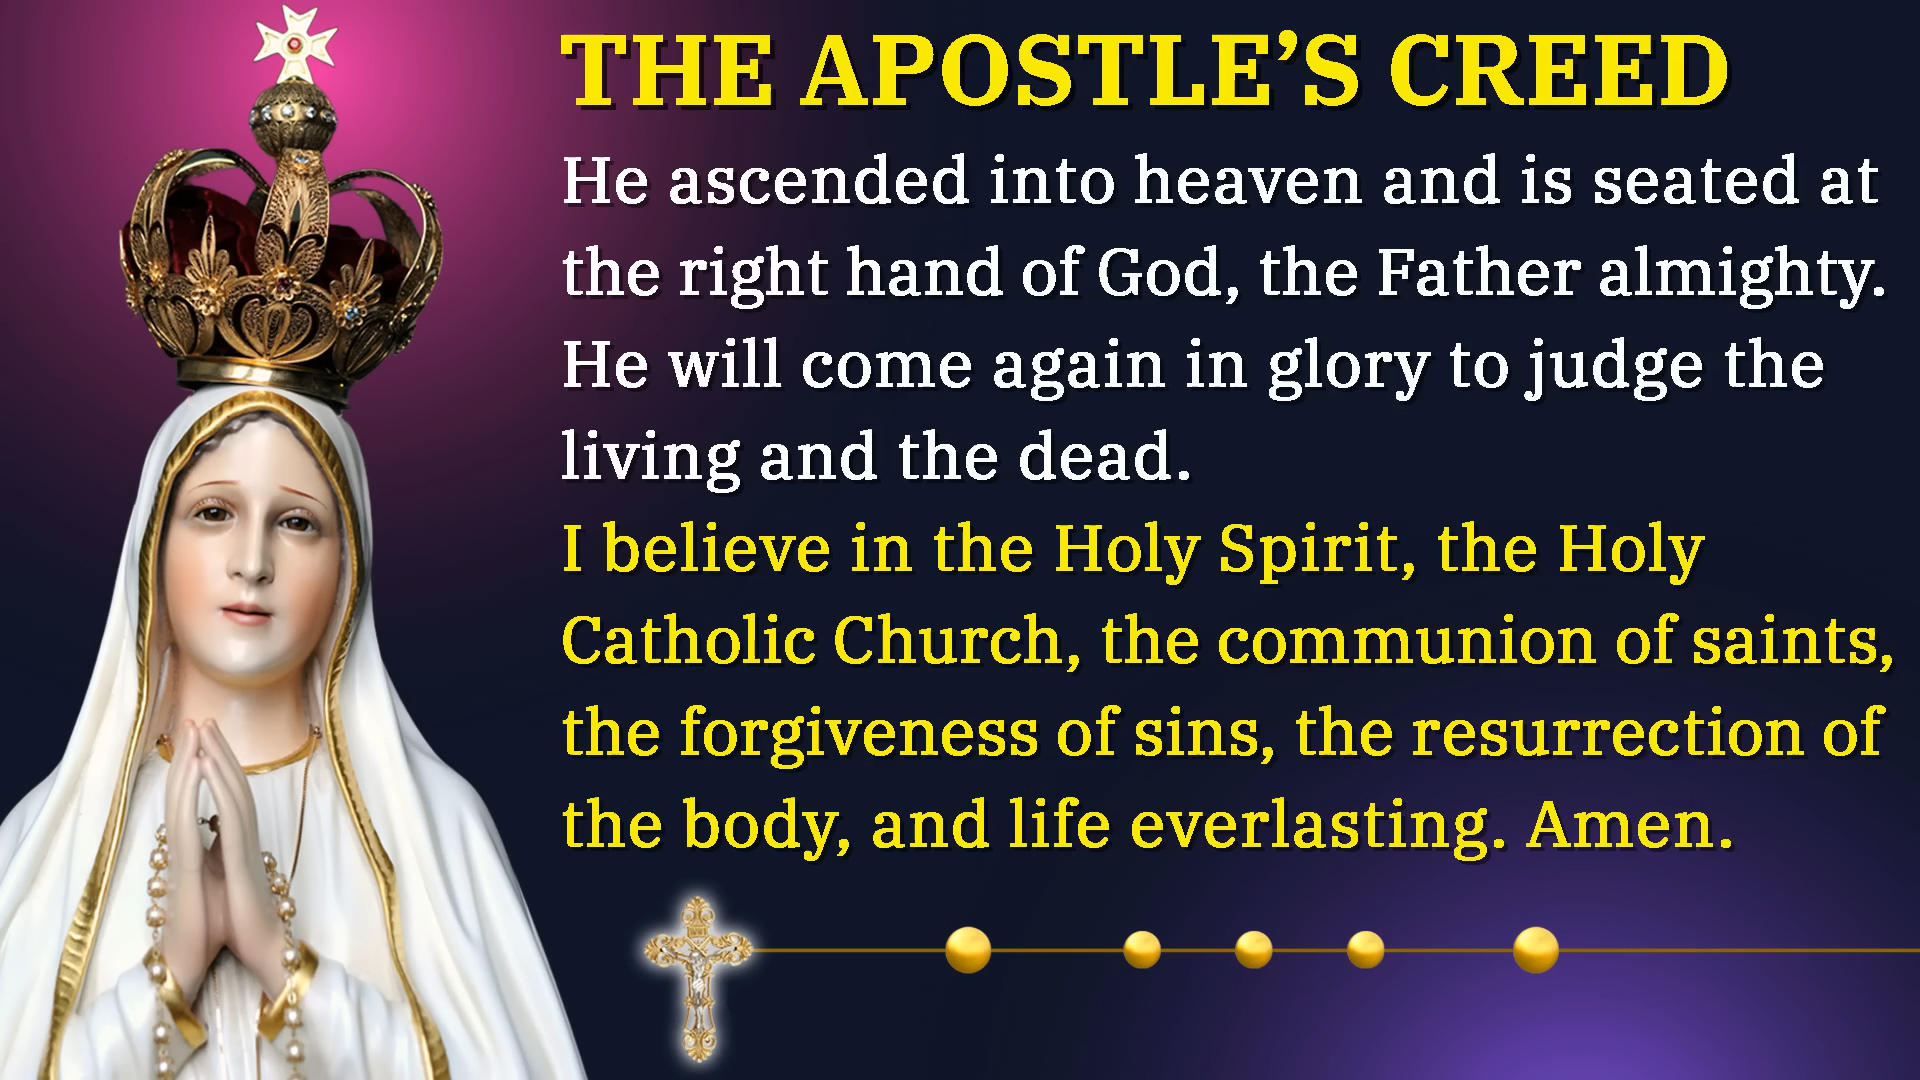 THE APOSTLE’S CREED
He ascended into heaven and is seated at
the right hand of God, the Father almighty.
He will come again in glory to judge the
living and the dead.
I believe in the Holy Spirit, the Holy
Catholic Church, the communion of saints,
the forgiveness of sins, the resurrection of
the body, and life everlasting. Amen.